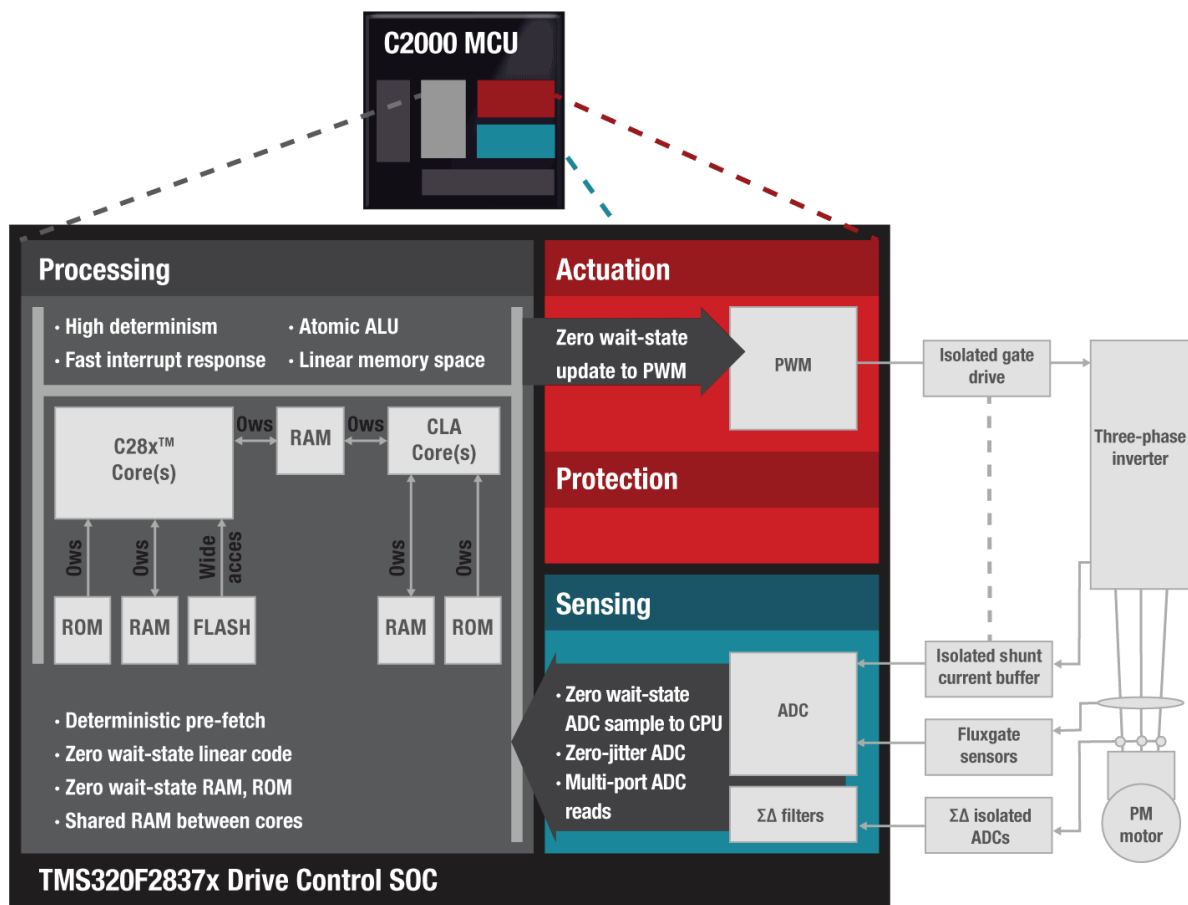 C2000 MCU
Processing
· High determinism
· Fast interrupt response
· Atomic ALU
· Linear memory space
C28x™
Core(s)
0ws
RAM
0ws
CLA
Core(s)
0ws
0ws
Wide
acces
0ws
0ws
ROM
RAM
FLASH
RAM
ROM
· Deterministic pre-fetch
· Zero wait-state linear code
· Zero wait-state RAM, ROM
· Shared RAM between cores
Actuation
Zero wait-state
update to PWM
PWM
Protection
Sensing
· Zero wait-state
ADC sample to CPU
· Zero-jitter ADC
· Multi-port ADC
reads
ADC
ΣΔ filters
Isolated gate
drive
Three-phase
inverter
Isolated shunt
current buffer
Fluxgate
sensors
ΣΔ isolated
ADCs
PM
motor
TMS320F2837x Drive Control SOC